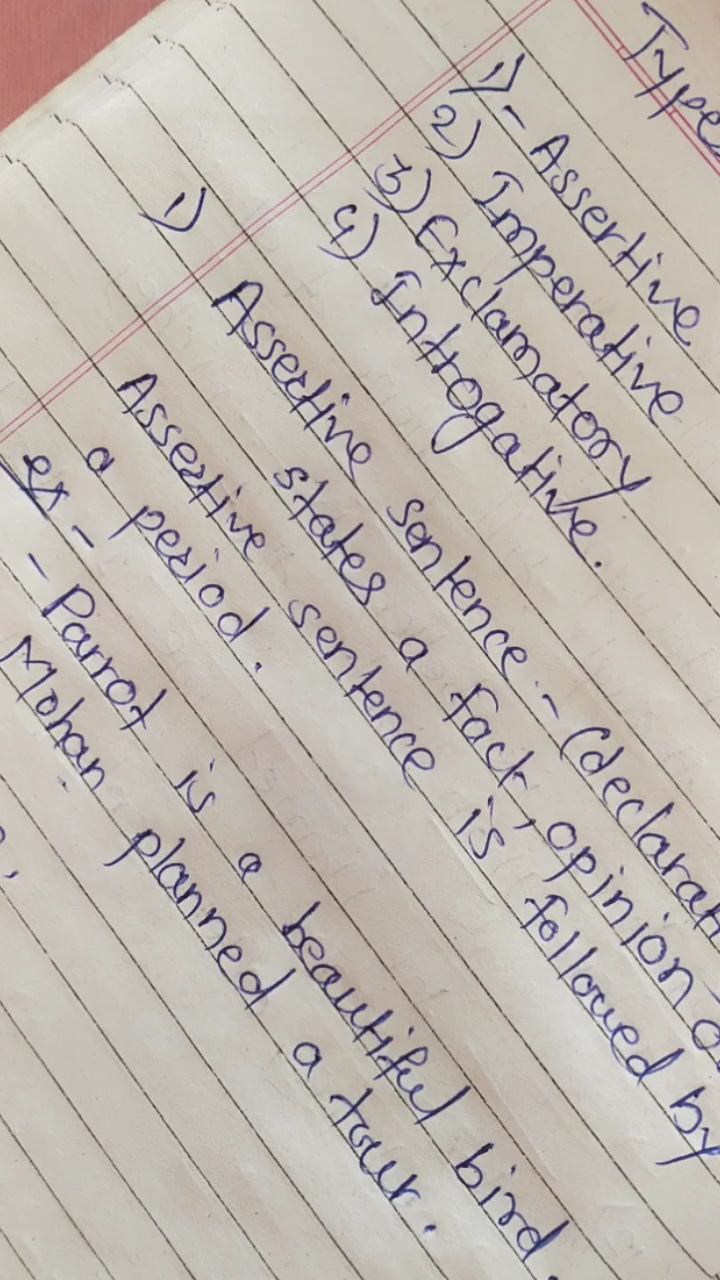 Type
1) - Assertive
2) Imperative
3) Exclamatory
4) Introgative.
1) Assertive sentence - (declarat
states a fact, opinion
Assertive sentence is followed by
a period.
ex -
- Parrot is a beautiful bird.
Mohan planned a tour.